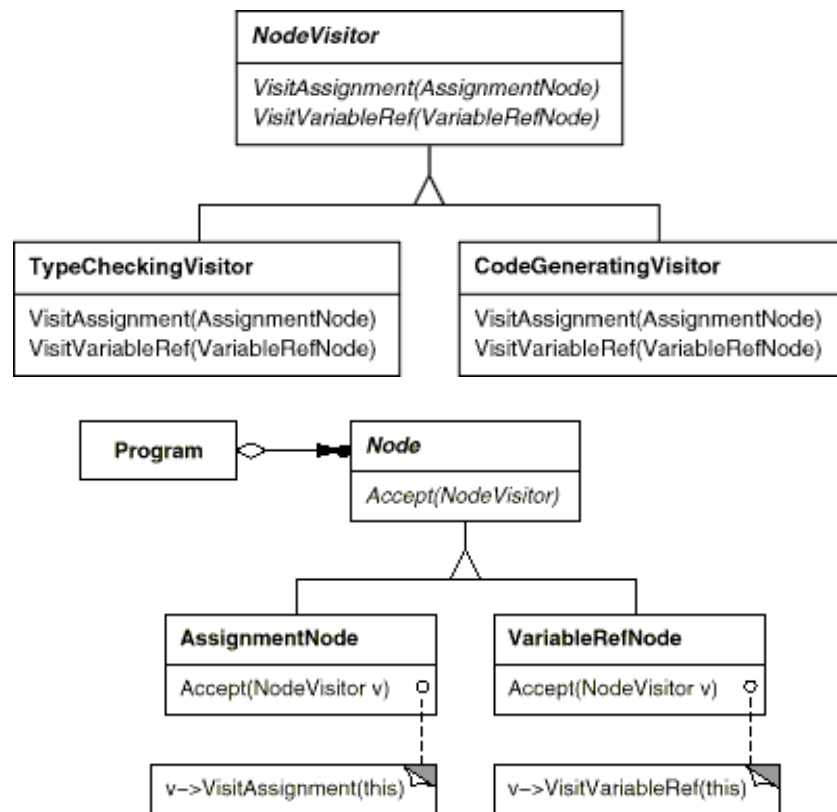 NodeVisitor
VisitAssignment(AssignmentNode)
VisitVariableRef(VariableRefNode)
TypeCheckingVisitor
VisitAssignment(AssignmentNode)
VisitVariableRef(VariableRefNode)
CodeGeneratingVisitor
VisitAssignment(AssignmentNode)
VisitVariableRef(VariableRefNode)
Program
Node
Accept(NodeVisitor)
AssignmentNode
Accept(NodeVisitor v)
v->VisitAssignment(this)
VariableRefNode
Accept(NodeVisitor v)
v->VisitVariableRef(this)